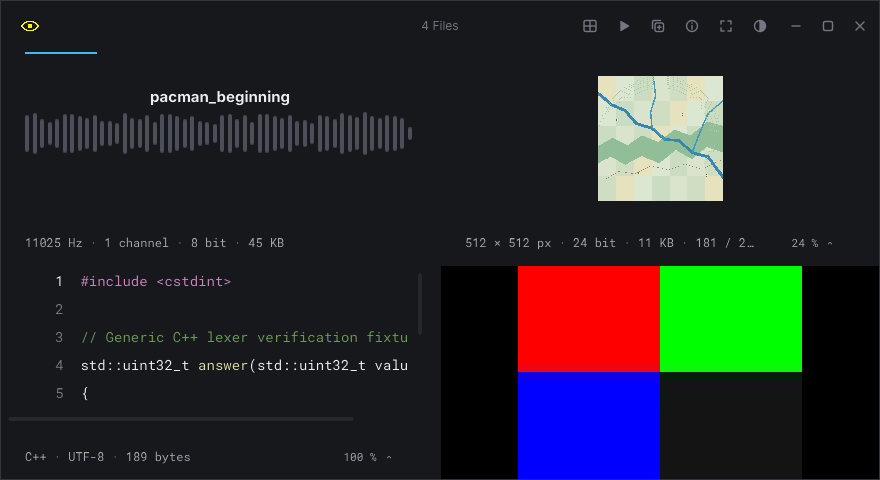 4 Files
pacman_beginning
11025 Hz · 1 channel · 8 bit · 45 KB
512 × 512 px · 24 bit · 11 KB · 181 / 2…
24 %
1 #include <cstdint>
2
3 // Generic C++ lexer verification fixtu
4 std::uint32_t answer(std::uint32_t valu
5 {
C++ · UTF-8 · 189 bytes
100 %